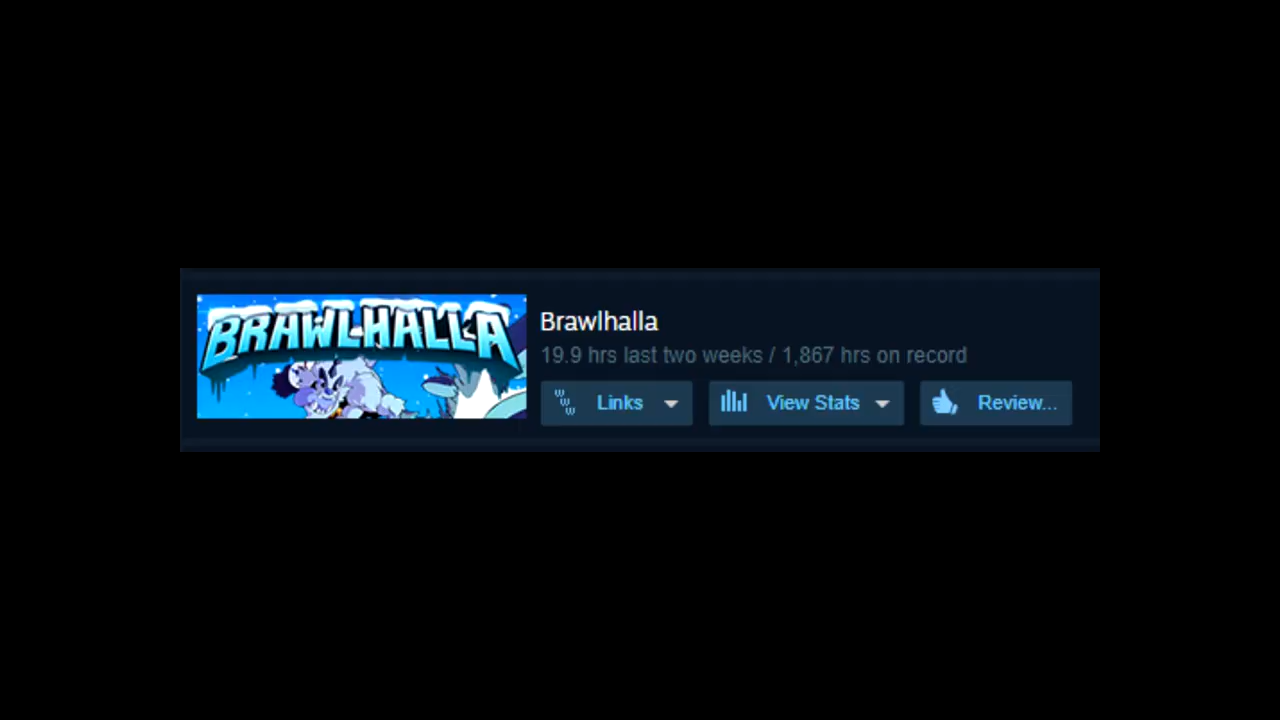 BRAWLHALLA
Brawlhalla
19.9 hrs last two weeks / 1,867 hrs on record
Links
View Stats
Review...